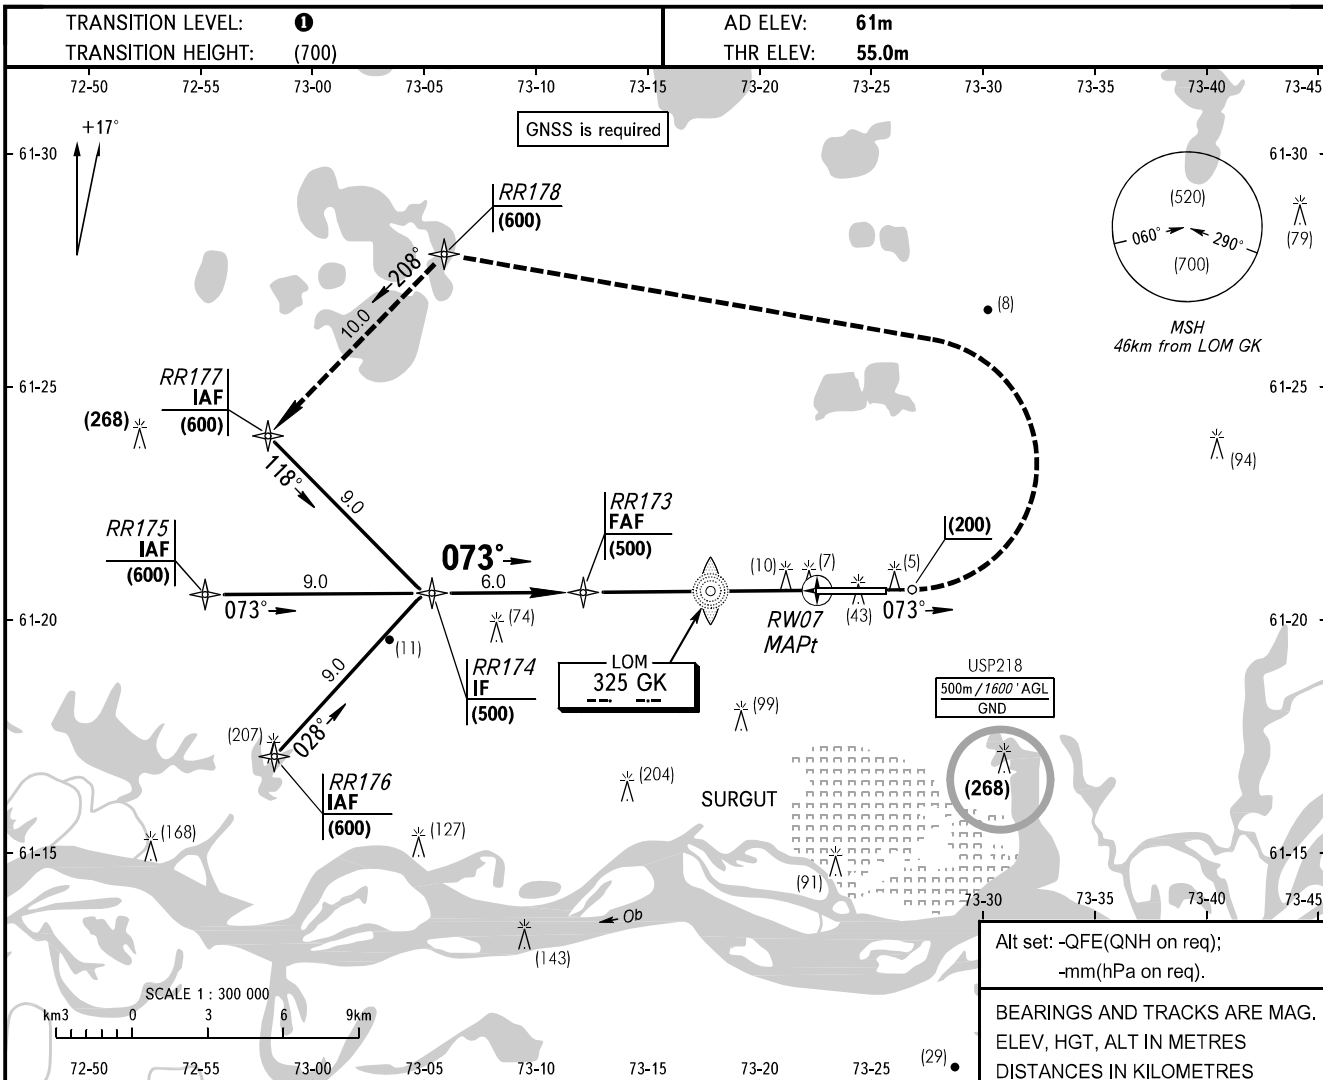 TRANSITION LEVEL: ❶
TRANSITION HEIGHT: (700)
AD ELEV: 61m
THR ELEV: 55.0m
72-50 72-55 73-00 73-05 73-10 73-15 73-20 73-25 73-30 73-35 73-40 73-45
+17°
GNSS is required
61-30 61-30
(520)
060° 290°
(700)
(79)
MSH
46km from LOM GK
RR178
(600)
208°
10.0
(8)
61-25 61-25
RR177
IAF
(600)
(268)
118°
9.0
(94)
RR175
IAF
(600)
9.0
073°
073°
6.0
RR173
FAF
(500)
(10)
(7)
(5)
(200)
(43)
073°
RW07
MAPt
61-20 61-20
(74)
(11)
9.0
028°
RR174
IF
(500)
LOM
325 GK
--. -.-
USP218
500m / 1600' AGL
GND
(99)
(207)
(204)
SURGUT
(268)
RR176
IAF
(600)
(168)
(127)
61-15 61-15
(91)
73-30 73-35 73-40 73-45
Ob
(143)
Alt set: -QFE(QNH on req);
-mm(hPa on req).
SCALE 1 : 300 000
km3 0 3 6 9km
BEARINGS AND TRACKS ARE MAG.
ELEV, HGT, ALT IN METRES
DISTANCES IN KILOMETRES
(29)
72-50 72-55 73-00 73-05 73-10 73-15 73-20 73-25